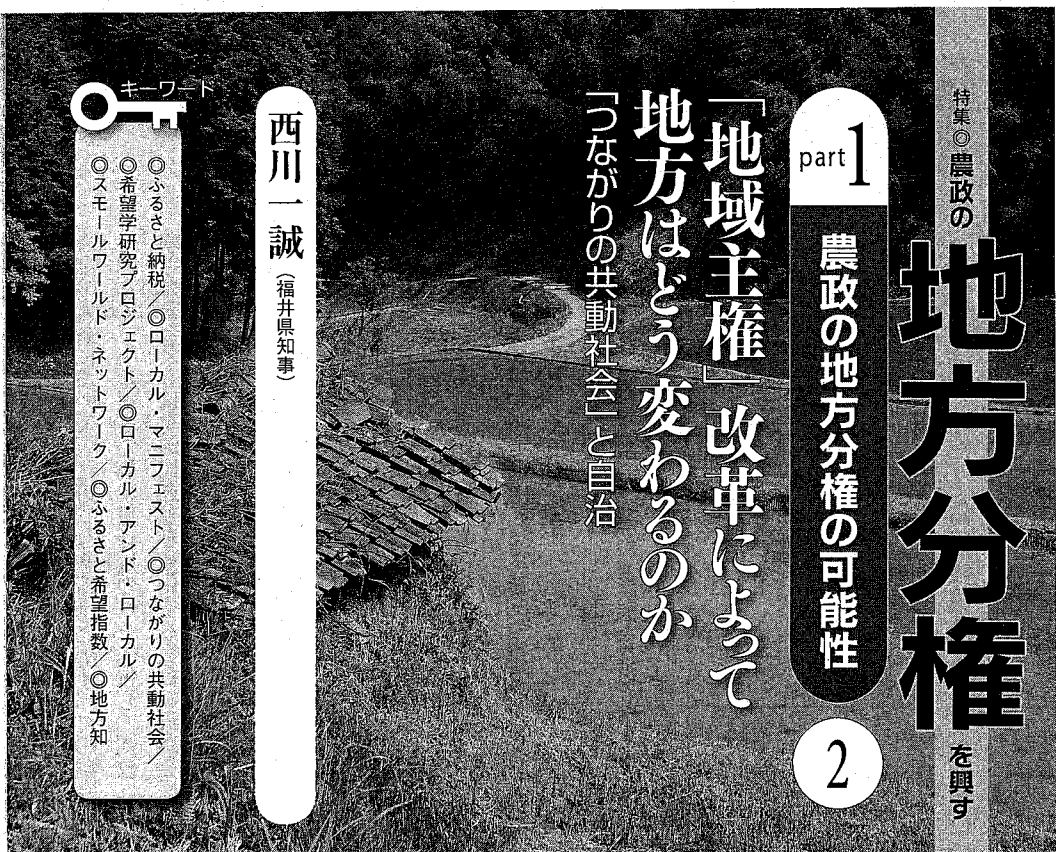 特集◎農政の地方分権を興す
part1
農政の地方分権の可能性
2
「地域主権」改革によって
地方はどう変わるのか
「つながりの共動社会」と自治
西川一誠（福井県知事）
キーワード
◎ふるさと納税／◎ローカル・マニフェスト／◎つながりの共動社会／
◎希望学研究プロジェクト／◎ローカル・アンド・ローカル／
◎スモールワールド・ネットワーク／◎ふるさと希望指数／◎地方知